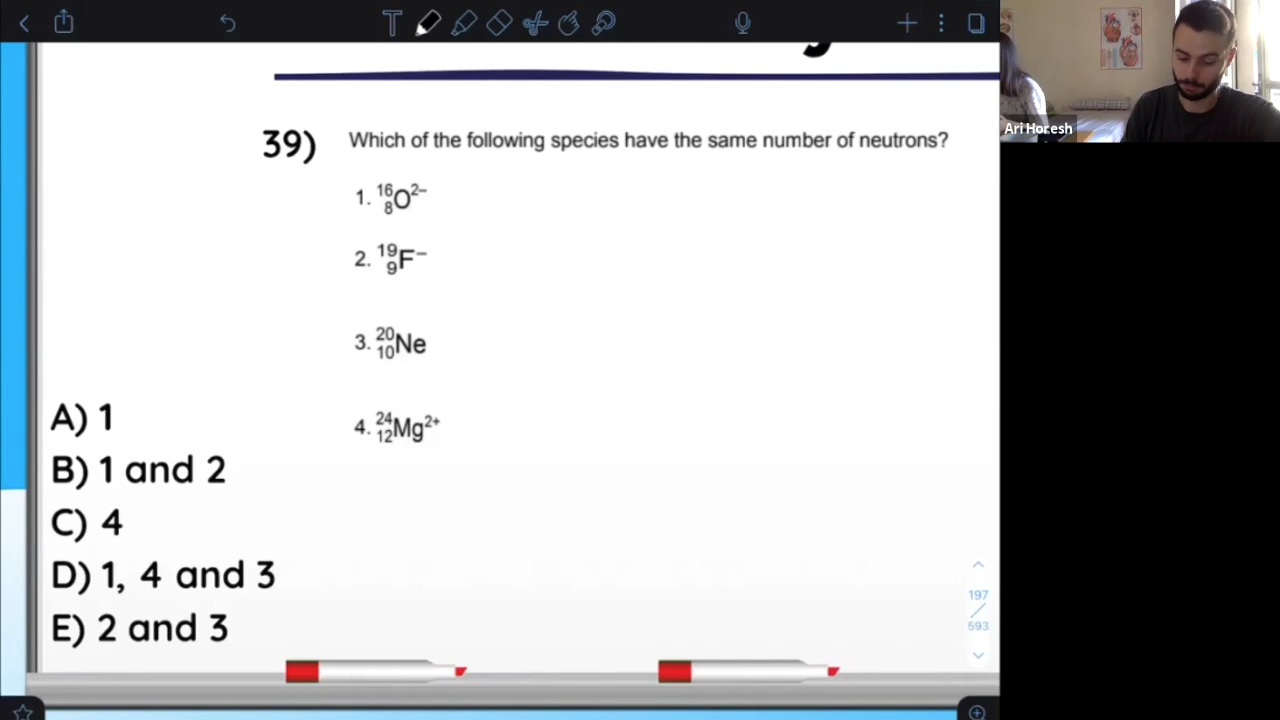 39) Which of the following species have the same number of neutrons?
1. ¹⁶₈O²⁻
2. ¹⁹₉F⁻
3. ²⁰₁₀Ne
4. ²⁴₁₂Mg²⁺
A) 1
B) 1 and 2
C) 4
D) 1, 4 and 3
E) 2 and 3
197
593
Ari Horesh